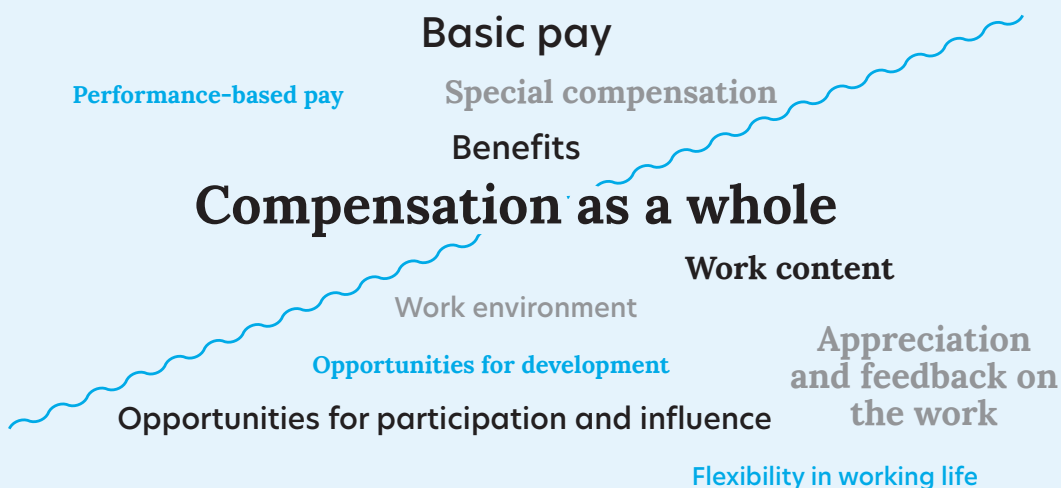 Basic pay
Performance-based pay
Special compensation
Benefits
Compensation as a whole
Work content
Work environment
Appreciation
and feedback on
the work
Opportunities for development
Opportunities for participation and influence
Flexibility in working life